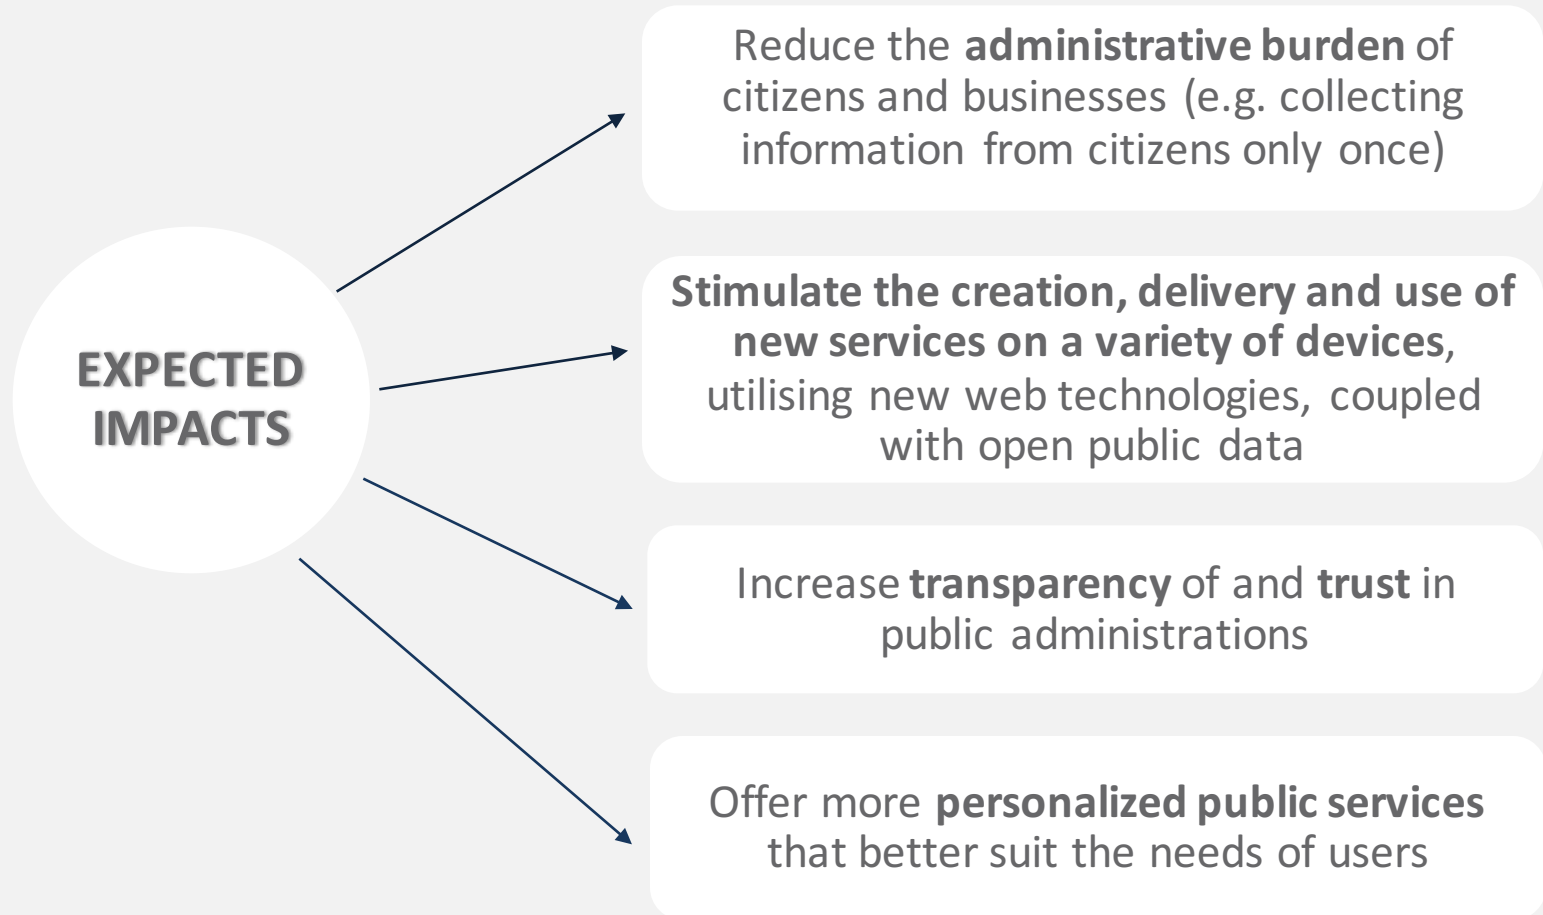 EXPECTED
IMPACTS
Reduce the administrative burden of
citizens and businesses (e.g. collecting
information from citizens only once)
Stimulate the creation, delivery and use of
new services on a variety of devices,
utilising new web technologies, coupled
with open public data
Increase transparency of and trust in
public administrations
Offer more personalized public services
that better suit the needs of users